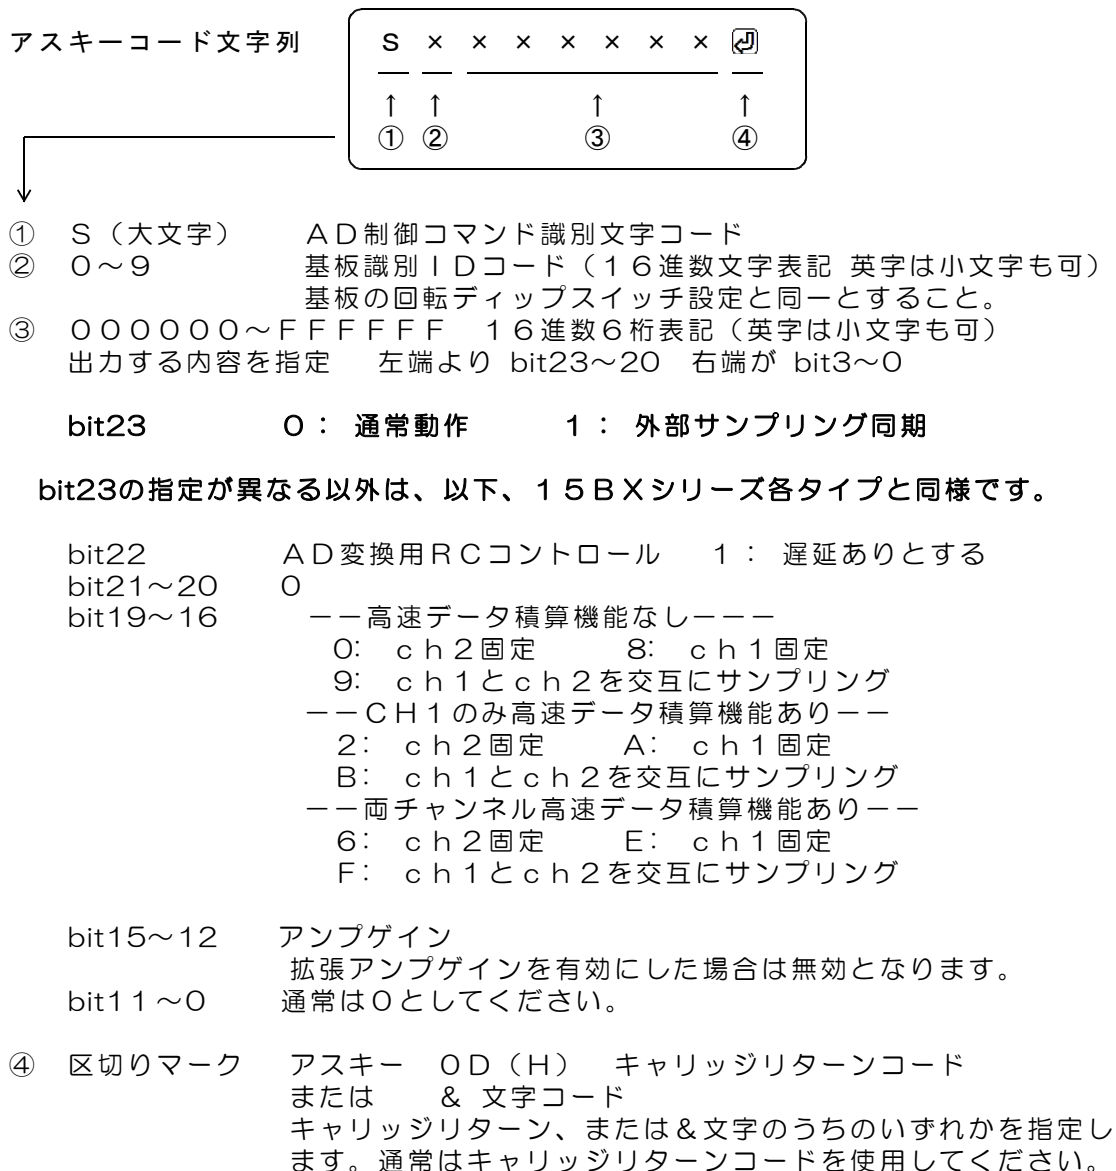 アスキーコード文字列　　S × × × × × × × ⏎
↑ ↑ ↑ ↑
① ② ③ ④
①　S（大文字）　　ＡＤ制御コマンド識別文字コード
②　０～９　　　　　基板識別ＩＤコード（１６進数文字表記 英字は小文字も可）
基板の回転ディップスイッチ設定と同一とすること。
③　００００００～ＦＦＦＦＦＦ　１６進数６桁表記（英字は小文字も可）
出力する内容を指定　　左端より bit23～20　右端が bit3～0
bit23　　　　　０： 通常動作　　　１： 外部サンプリング同期
bit23の指定が異なる以外は、以下、１５ＢＸシリーズ各タイプと同様です。
bit22　　　　　ＡＤ変換用ＲＣコントロール　　１： 遅延ありとする
bit21～20　　０
bit19～16　　　ーー高速データ積算機能なしーーー
0:　ｃｈ２固定　　　8:　ｃｈ１固定
9:　ｃｈ１とｃｈ２を交互にサンプリング
ーーＣＨ１のみ高速データ積算機能ありーー
2:　ｃｈ２固定　　A:　ｃｈ１固定
B:　ｃｈ１とｃｈ２を交互にサンプリング
ーー両チャンネル高速データ積算機能ありーー
6:　ｃｈ２固定　　　E:　ｃｈ１固定
F:　ｃｈ１とｃｈ２を交互にサンプリング
bit15～12　　アンプゲイン
拡張アンプゲインを有効にした場合は無効となります。
bit11～0　　　通常は０としてください。
④　区切りマーク　　アスキー　０Ｄ（Ｈ）　キャリッジリターンコード
または　　＆ 文字コード
キャリッジリターン、または＆文字のうちのいずれかを指定し
ます。通常はキャリッジリターンコードを使用してください。